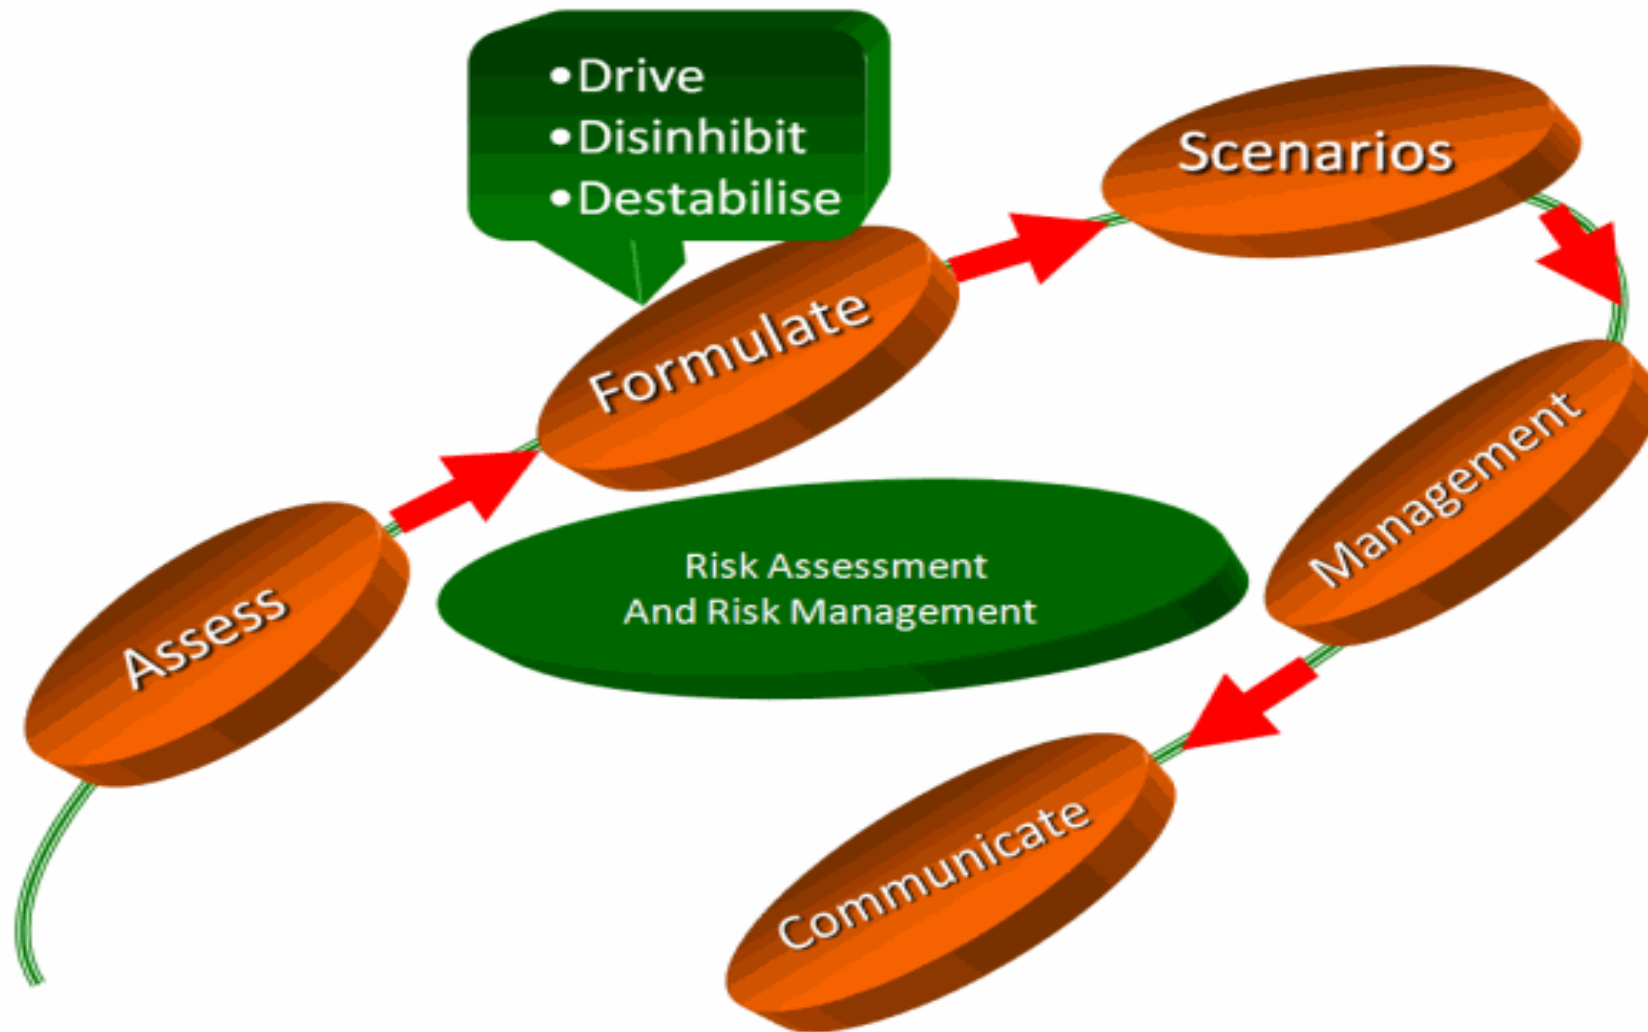 •Drive
•Disinhibit
•Destabilise
Scenarios
Formulate
Management
Assess
Risk Assessment
And Risk Management
Communicate